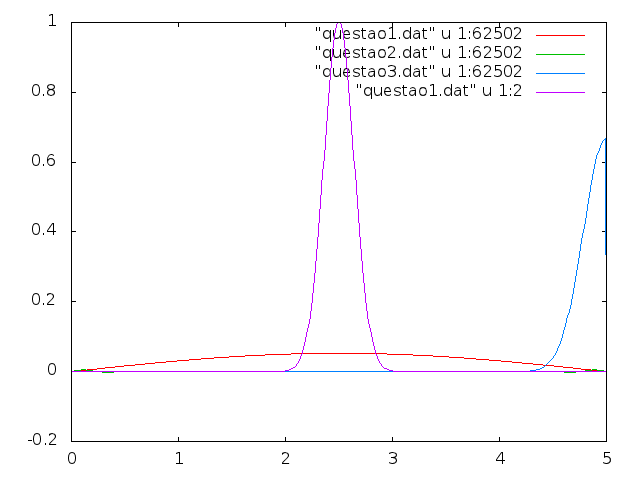 "questao1.dat" u 1:62502
"questao2.dat" u 1:62502
"questao3.dat" u 1:62502
"questao1.dat" u 1:2
1
0.8
0.6
0.4
0.2
0
-0.2
0 1 2 3 4 5